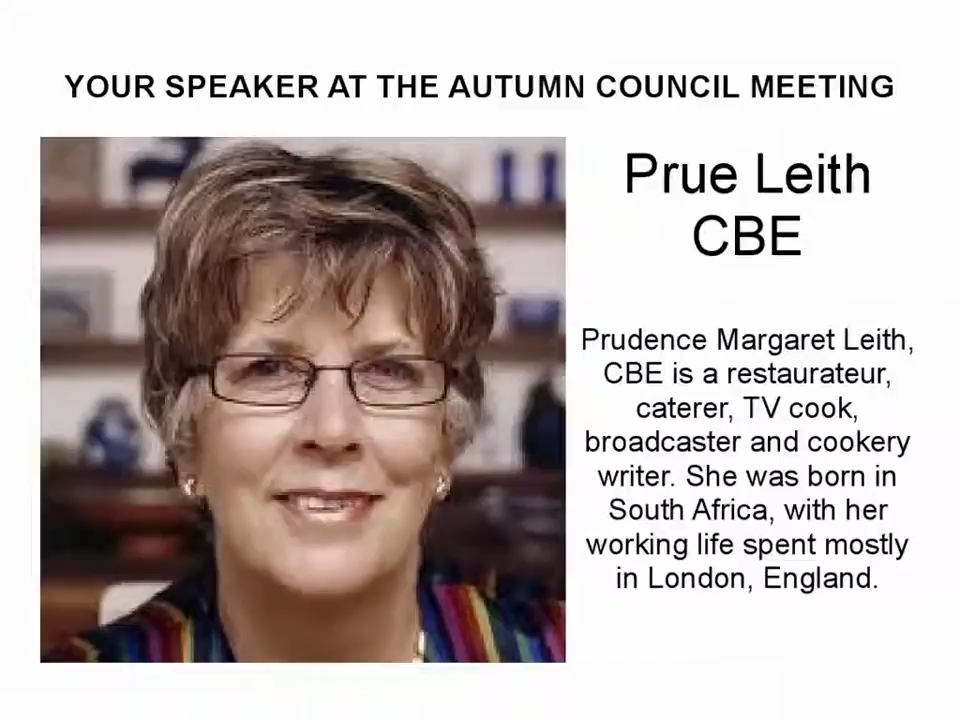 YOUR SPEAKER AT THE AUTUMN COUNCIL MEETING
Prue Leith
CBE
Prudence Margaret Leith,
CBE is a restaurateur,
caterer, TV cook,
broadcaster and cookery
writer. She was born in
South Africa, with her
working life spent mostly
in London, England.